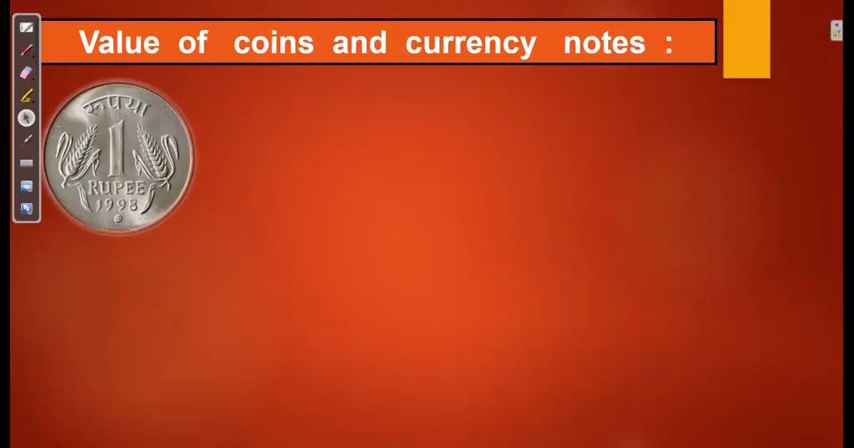 Value of coins and currency notes :
रूपया
1
RUPEE
1998